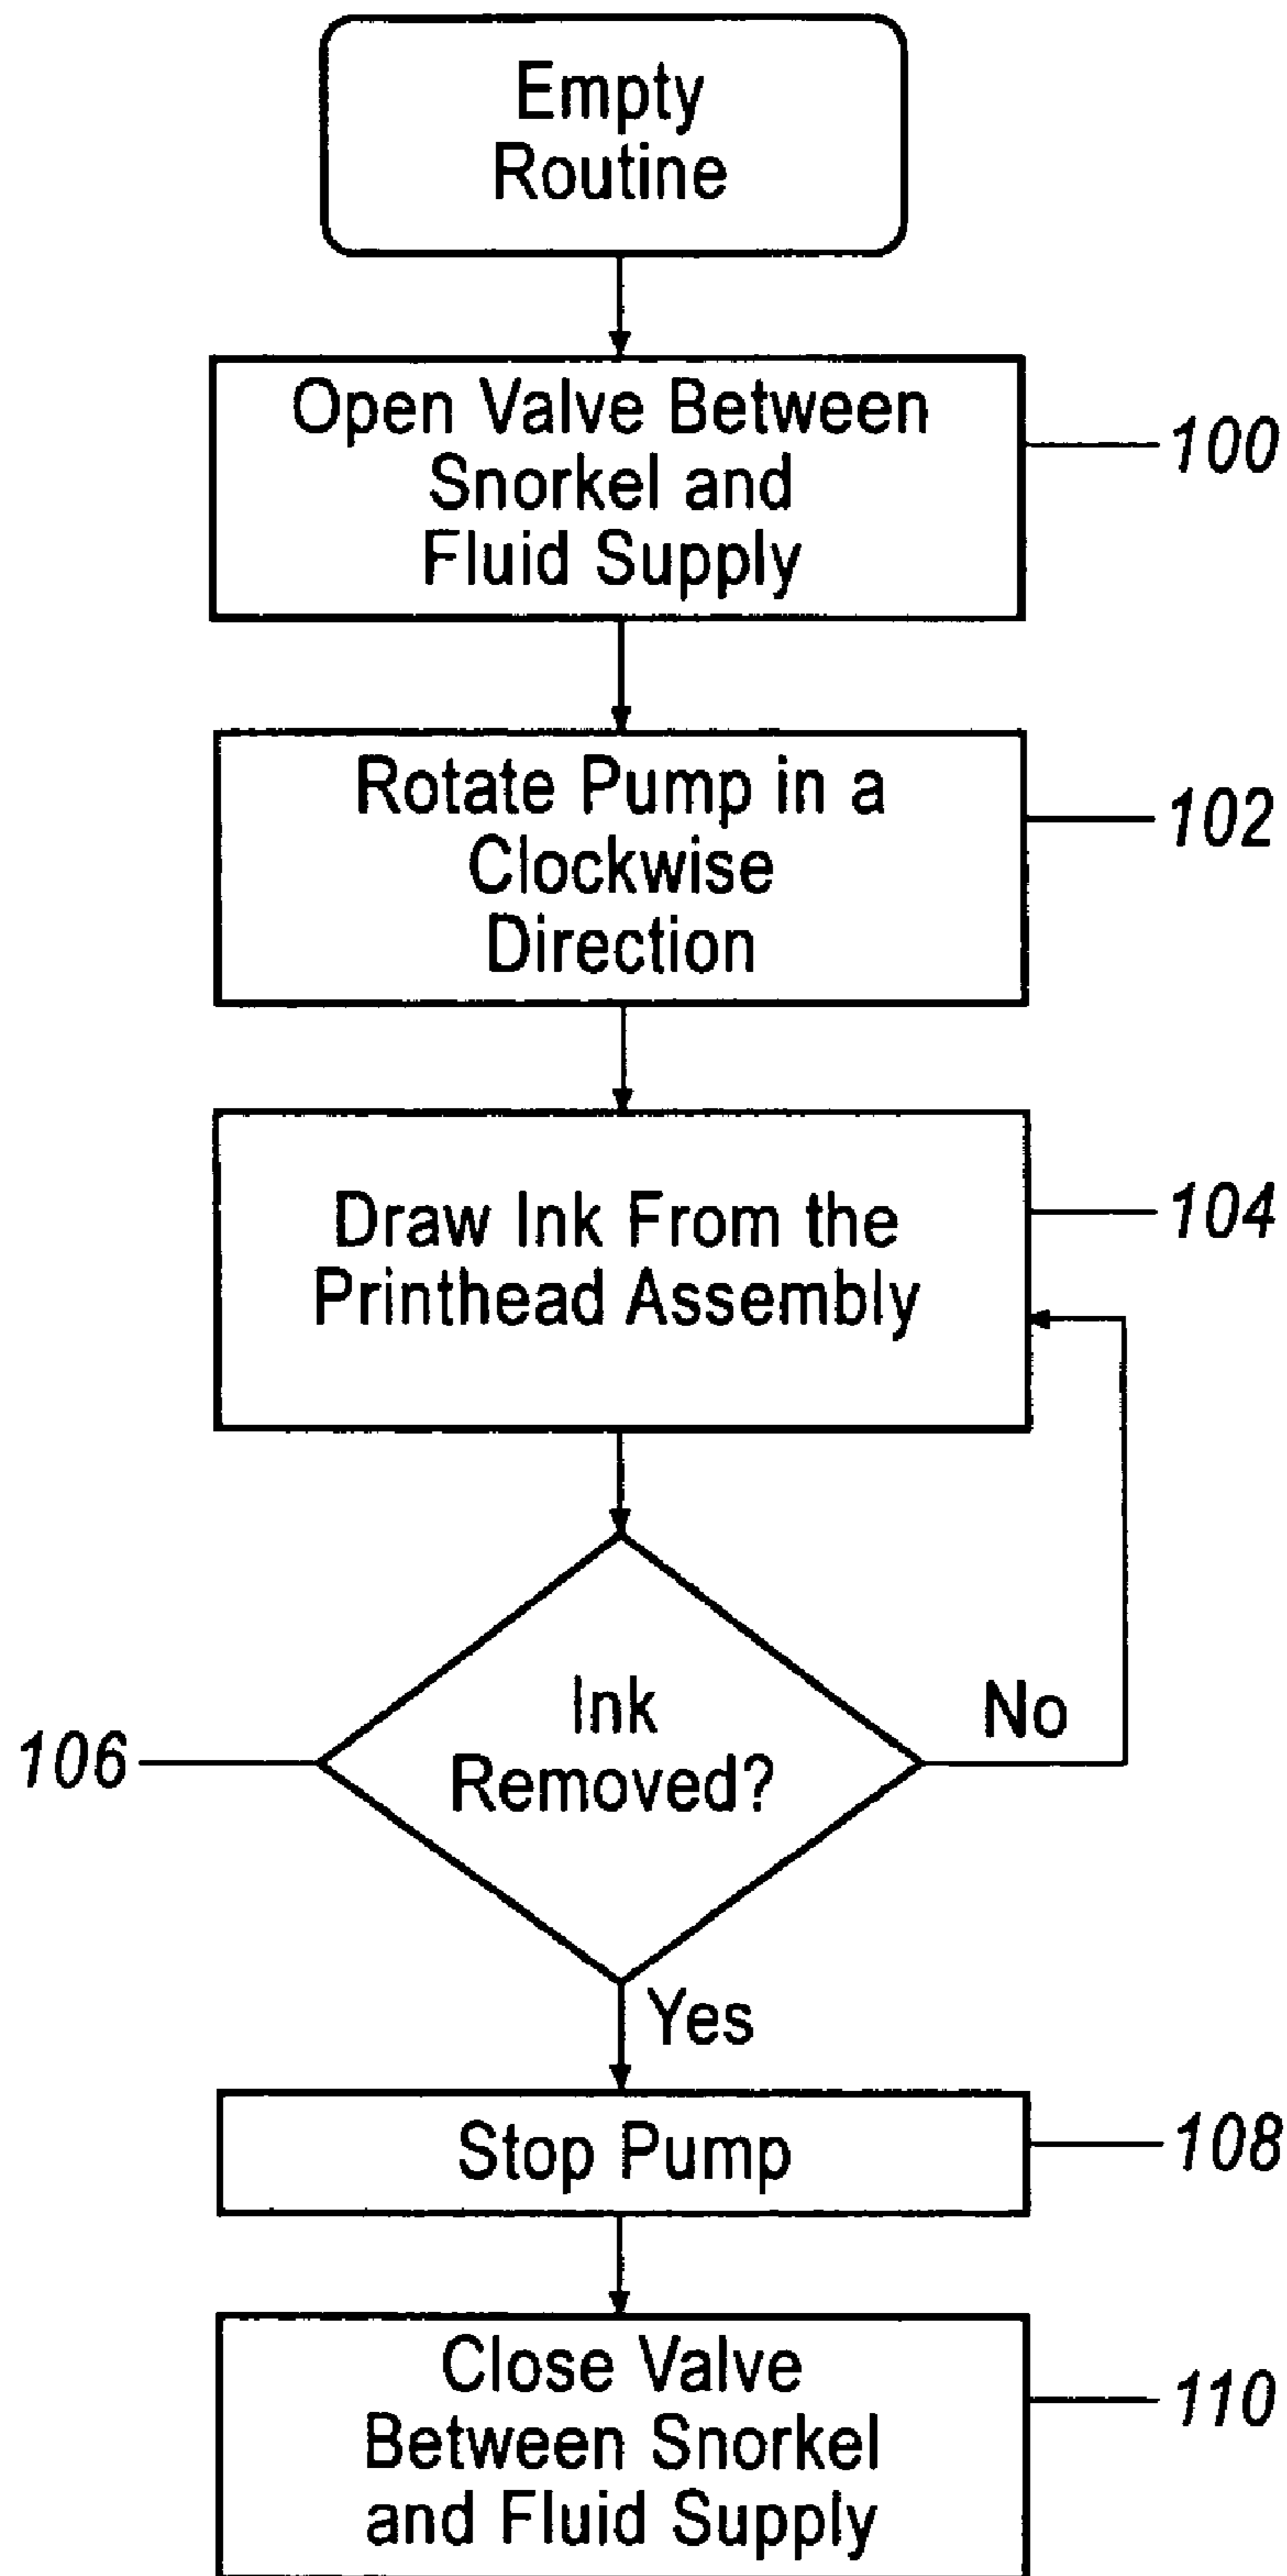 Empty
Routine
Open Valve Between
Snorkel and
Fluid Supply
100
Rotate Pump in a
Clockwise
Direction
102
Draw Ink From the
Printhead Assembly
104
Ink
Removed?
No
106
Yes
Stop Pump
108
Close Valve
Between Snorkel
and Fluid Supply
110